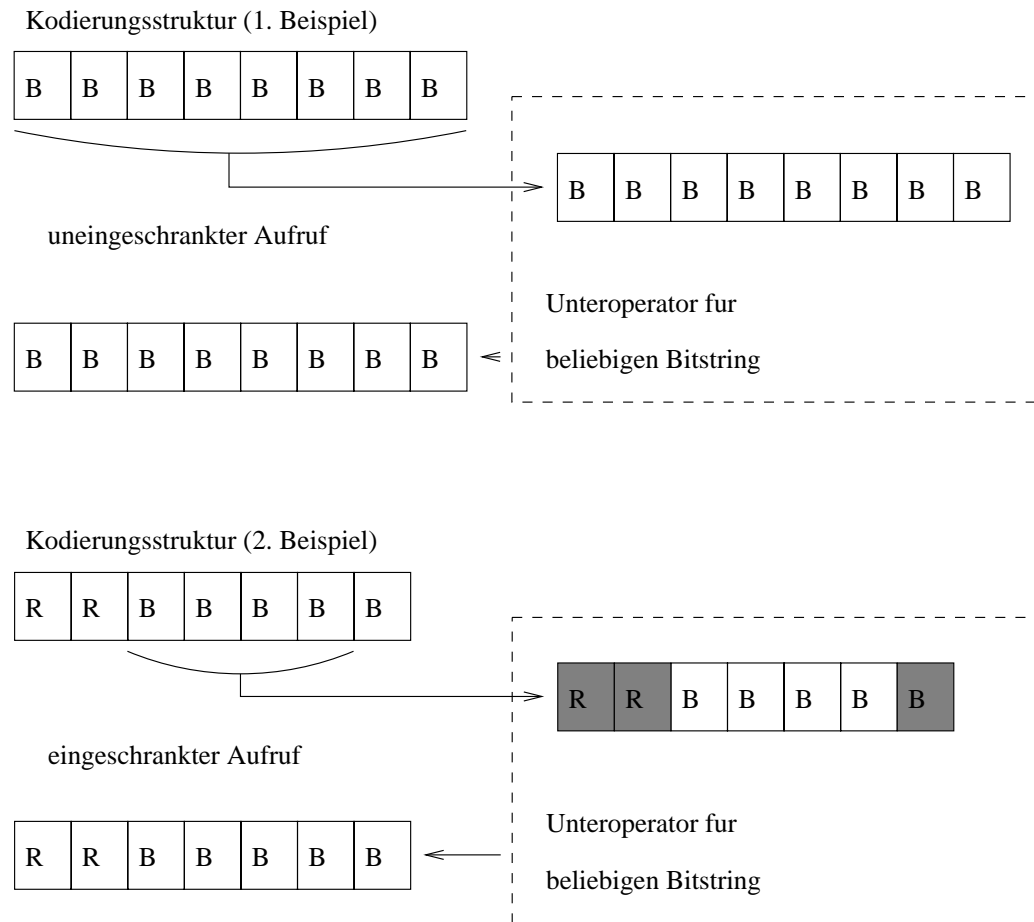 Kodierungsstruktur (1. Beispiel)
B B B B B B B B
B B B B B B B B
uneingeschrankter Aufruf
Unteroperator fur
beliebigen Bitstring
B B B B B B B B
Kodierungsstruktur (2. Beispiel)
R R B B B B B
R R B B B B B
eingeschrankter Aufruf
Unteroperator fur
beliebigen Bitstring
R R B B B B B